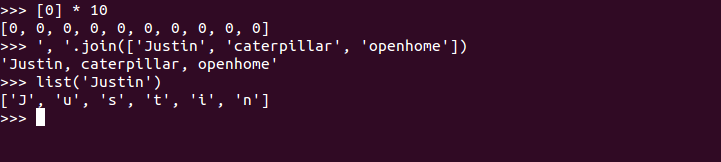 >>> [0] * 10
[0, 0, 0, 0, 0, 0, 0, 0, 0, 0]
>>> ', '.join(['Justin', 'caterpillar', 'openhome'])
'Justin, caterpillar, openhome'
>>> list('Justin')
['J', 'u', 's', 't', 'i', 'n']
>>>